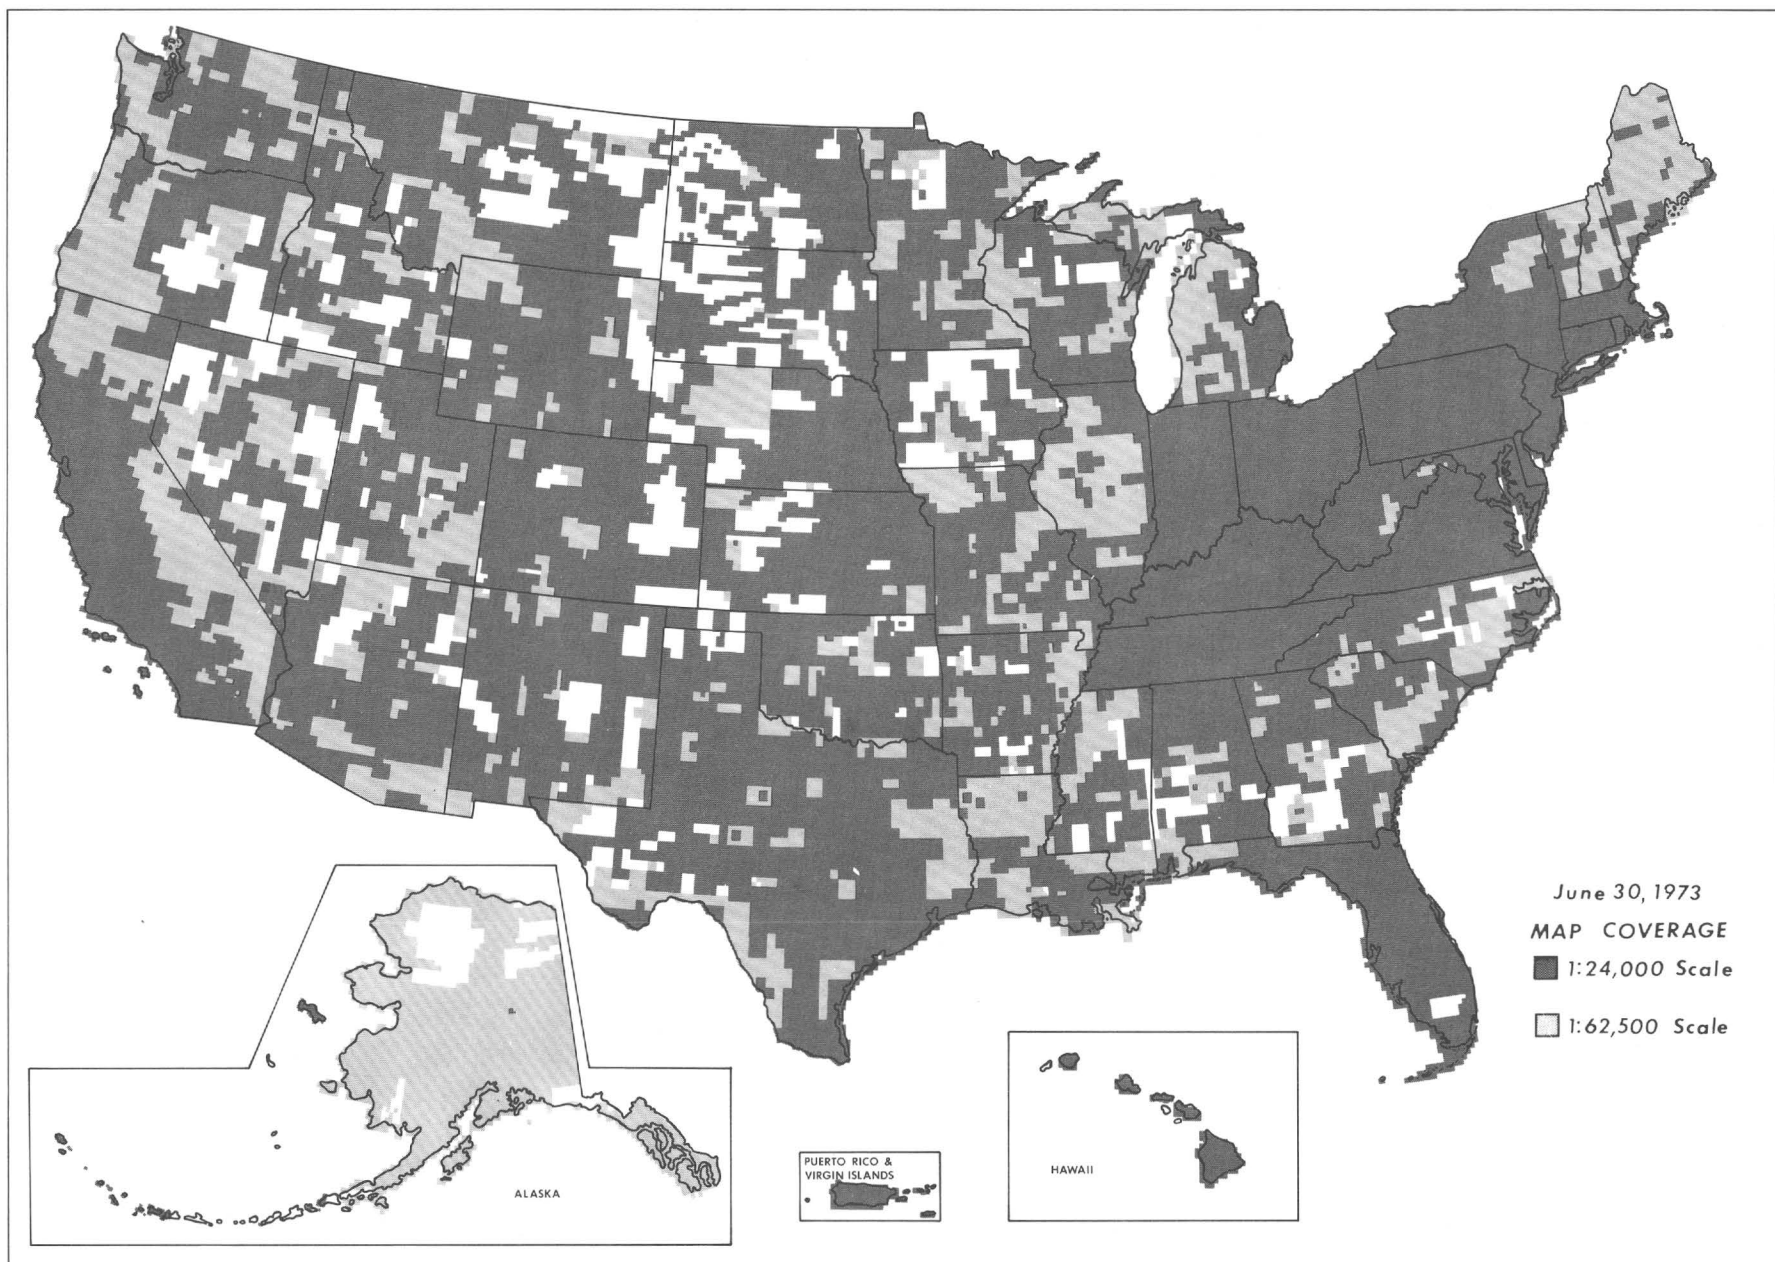 June 30, 1973
MAP COVERAGE
1:24,000 Scale
1:62,500 Scale
PUERTO RICO &
VIRGIN ISLANDS
HAWAII
ALASKA